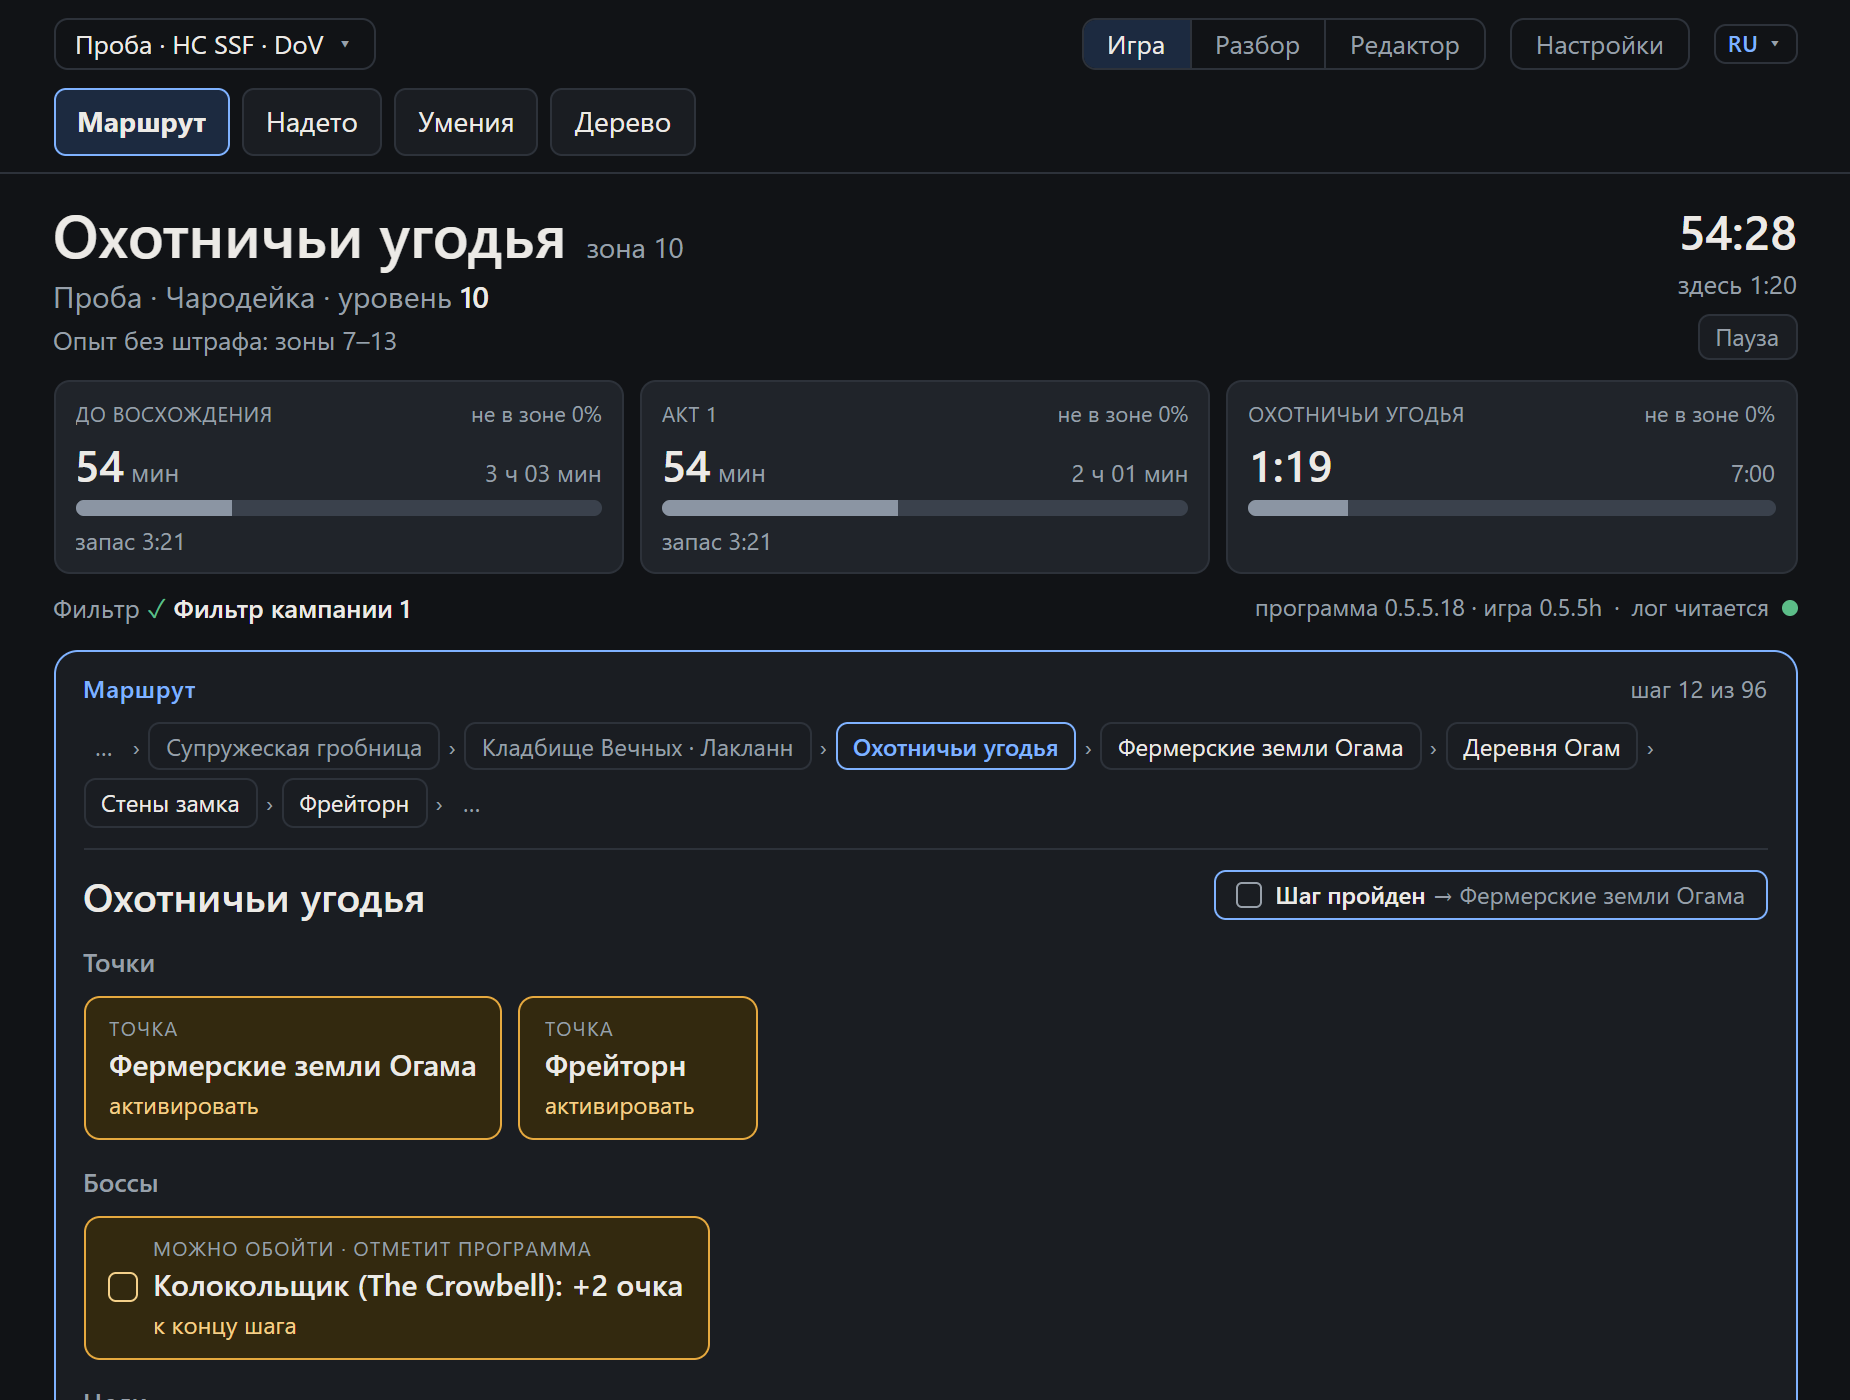 Проба · HC SSF · DoV ▾
Игра Разбор Редактор Настройки RU ▾
Маршрут Надето Умения Дерево
Охотничьи угодья зона 10
54:28
Проба · Чародейка · уровень 10
здесь 1:20
Опыт без штрафа: зоны 7–13
Пауза
ДО ВОСХОЖДЕНИЯ не в зоне 0%
54 мин 3 ч 03 мин
запас 3:21
АКТ 1 не в зоне 0%
54 мин 2 ч 01 мин
запас 3:21
ОХОТНИЧЬИ УГОДЬЯ не в зоне 0%
1:19 7:00
Фильтр ✓ Фильтр кампании 1
программа 0.5.5.18 · игра 0.5.5h · лог читается
Маршрут шаг 12 из 96
... › Супружеская гробница › Кладбище Вечных · Лакланн › Охотничьи угодья › Фермерские земли Огама › Деревня Огам ›
Стены замка › Фрейторн › ...
Охотничьи угодья
Шаг пройден → Фермерские земли Огама
Точки
ТОЧКА
Фермерские земли Огама
активировать
ТОЧКА
Фрейторн
активировать
Боссы
МОЖНО ОБОЙТИ · ОТМЕТИТ ПРОГРАММА
Колокольщик (The Crowbell): +2 очка
к концу шага